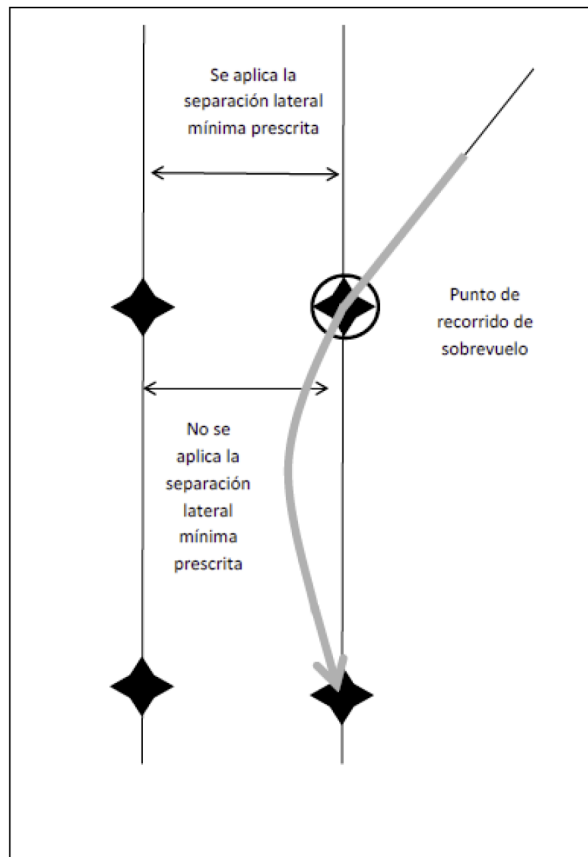 Se aplica la
separación lateral
mínima prescrita
Punto de
recorrido de
sobrevuelo
No se
aplica la
separación
lateral
mínima
prescrita